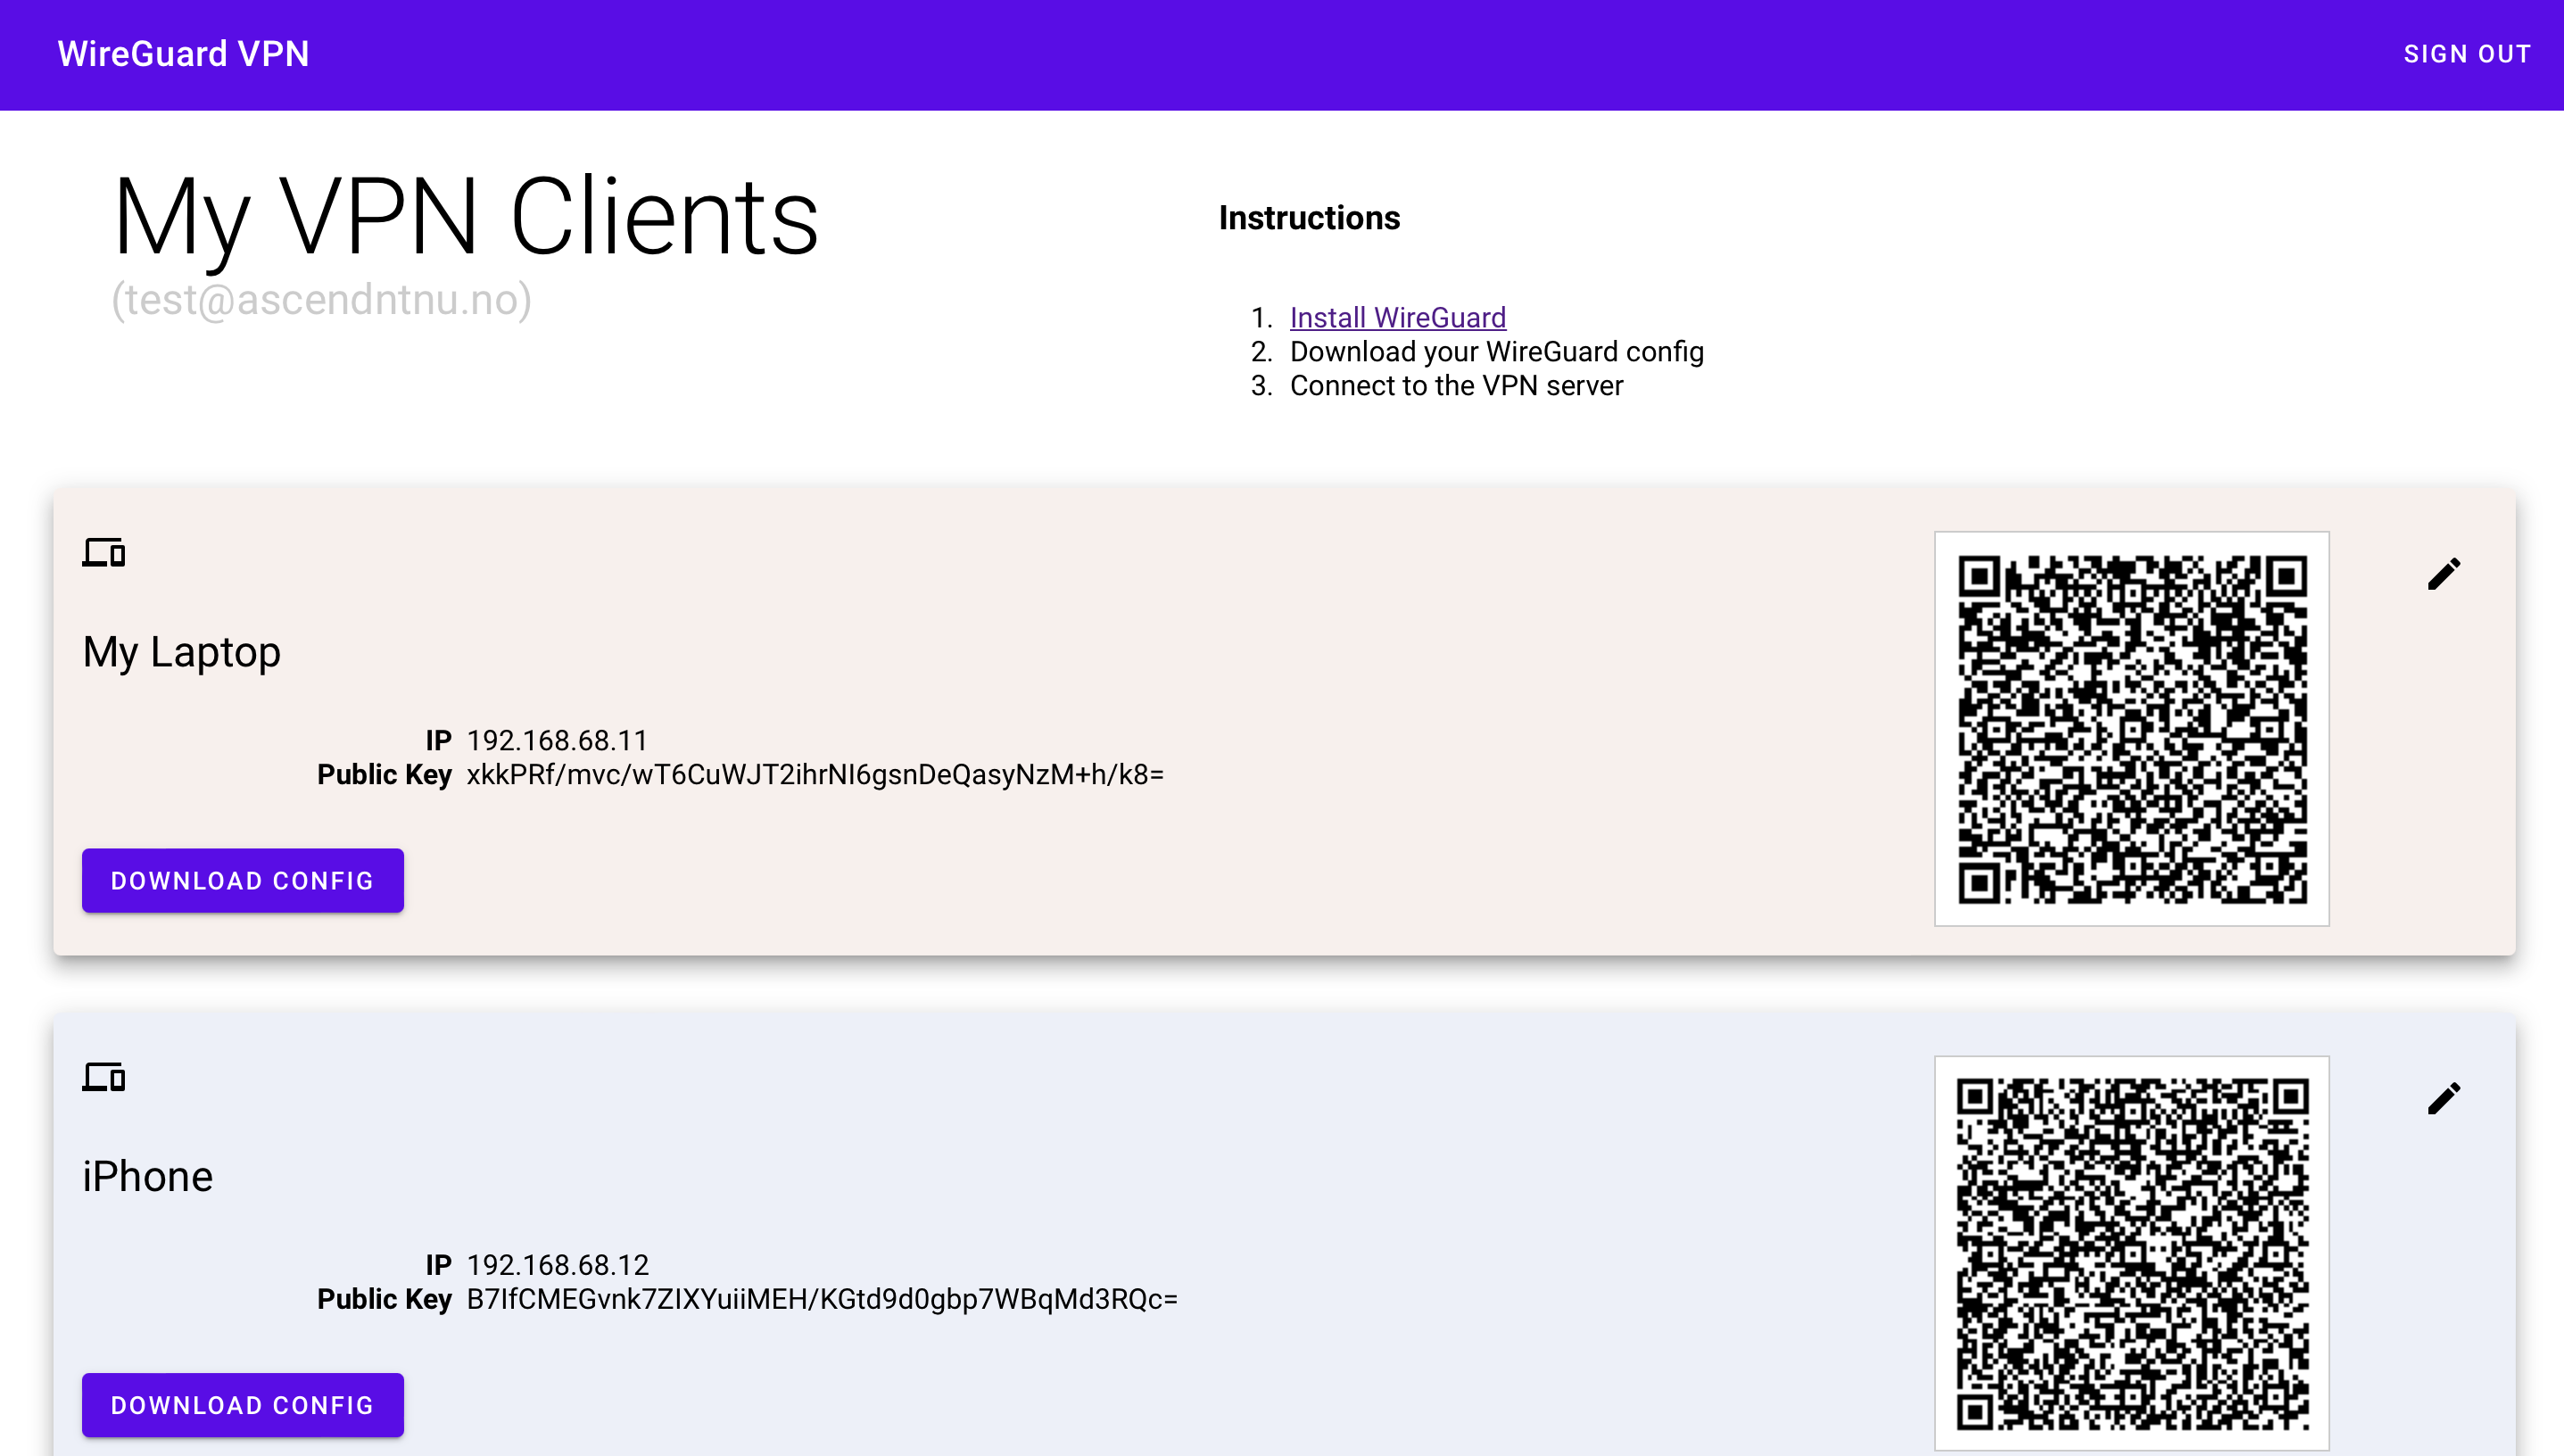 WireGuard VPN
SIGN OUT
My VPN Clients
(test@ascendntnu.no)
Instructions
1. Install WireGuard
2. Download your WireGuard config
3. Connect to the VPN server
My Laptop
IP 192.168.68.11
Public Key xkkPRf/mvc/wT6CuWJT2ihrNI6gsnDeQasyNzM+h/k8=
DOWNLOAD CONFIG
iPhone
IP 192.168.68.12
Public Key B7IfCMEGvnk7ZIXYuiiMEH/KGtd9d0gbp7WBqMd3RQc=
DOWNLOAD CONFIG